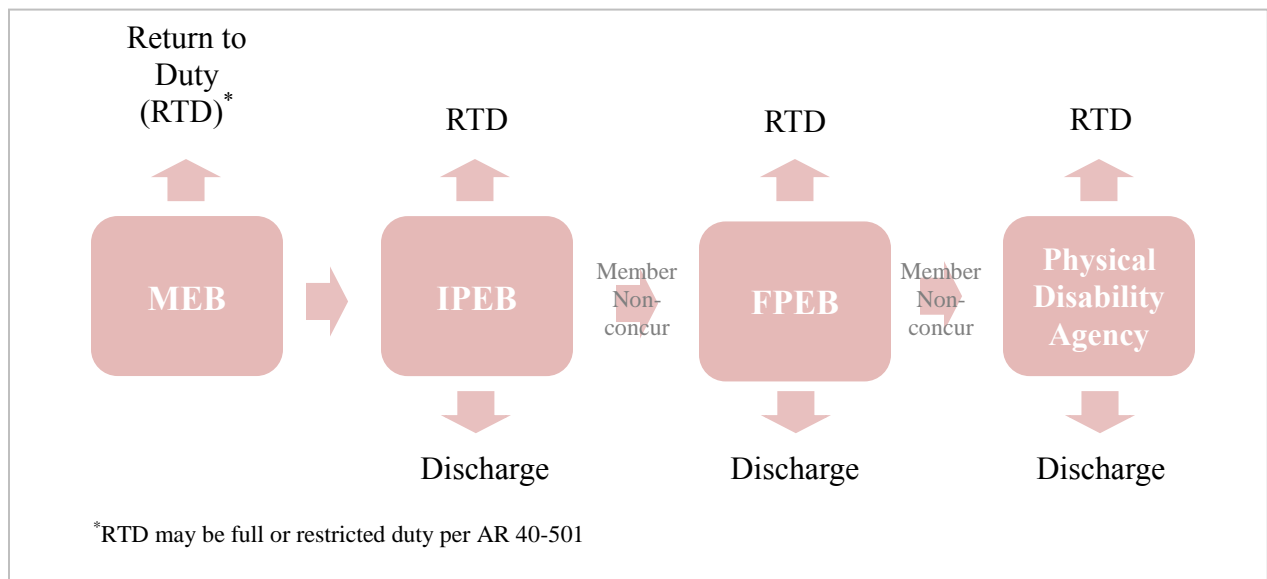 Return to
Duty
(RTD)*
RTD
RTD
RTD
MEB
IPEB
Member
Non-
concur
FPEB
Member
Non-
concur
Physical
Disability
Agency
Discharge
Discharge
Discharge
*RTD may be full or restricted duty per AR 40-501